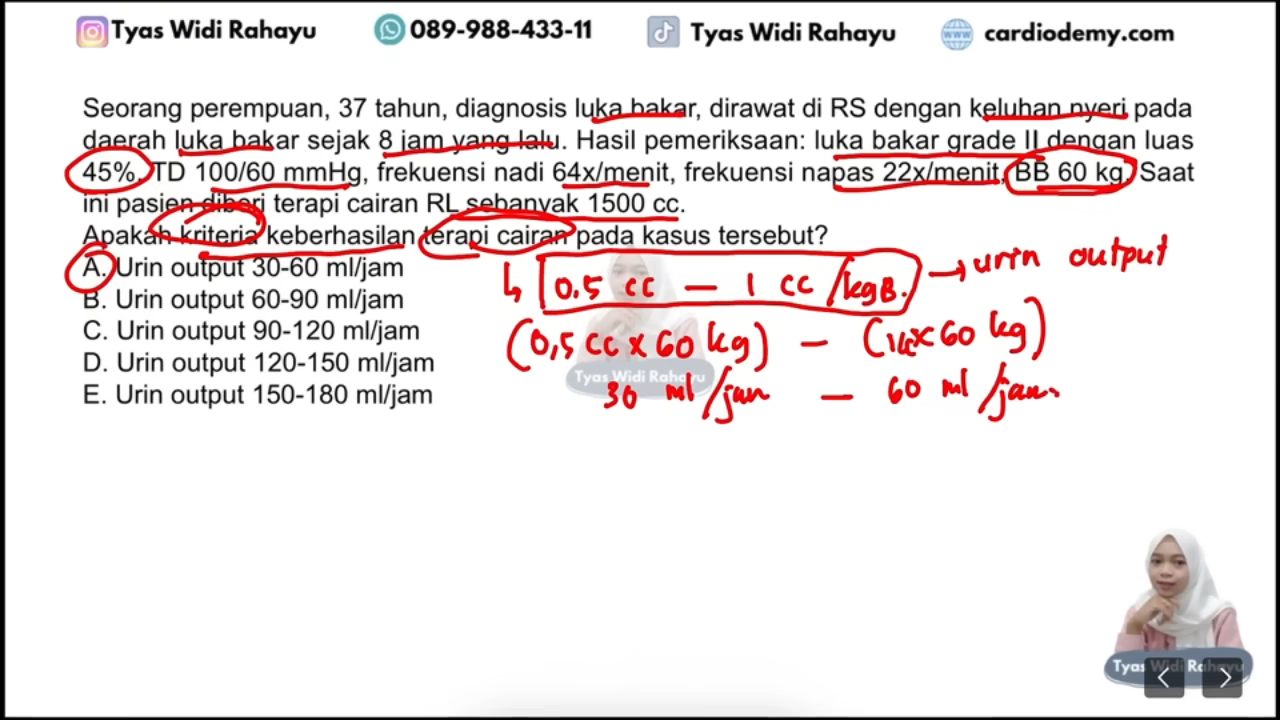 Tyas Widi Rahayu 089-988-433-11 Tyas Widi Rahayu www cardiodemy.com
Seorang perempuan, 37 tahun, diagnosis luka bakar, dirawat di RS dengan keluhan nyeri pada
daerah luka bakar sejak 8 jam yang lalu. Hasil pemeriksaan: luka bakar grade II dengan luas
45%, TD 100/60 mmHg, frekuensi nadi 64x/menit, frekuensi napas 22x/menit, BB 60 kg. Saat
ini pasien diberi terapi cairan RL sebanyak 1500 cc.
Apakah kriteria keberhasilan terapi cairan pada kasus tersebut?
A. Urin output 30-60 ml/jam
B. Urin output 60-90 ml/jam
C. Urin output 90-120 ml/jam
D. Urin output 120-150 ml/jam
E. Urin output 150-180 ml/jam
↳ 0.5 cc — 1 cc /kgB. → urin output
(0,5 cc x 60 kg) — (1cc x 60 kg)
30 ml/jam — 60 ml/jam.
Tyas Widi Rahayu
Tyas Widi Rahayu